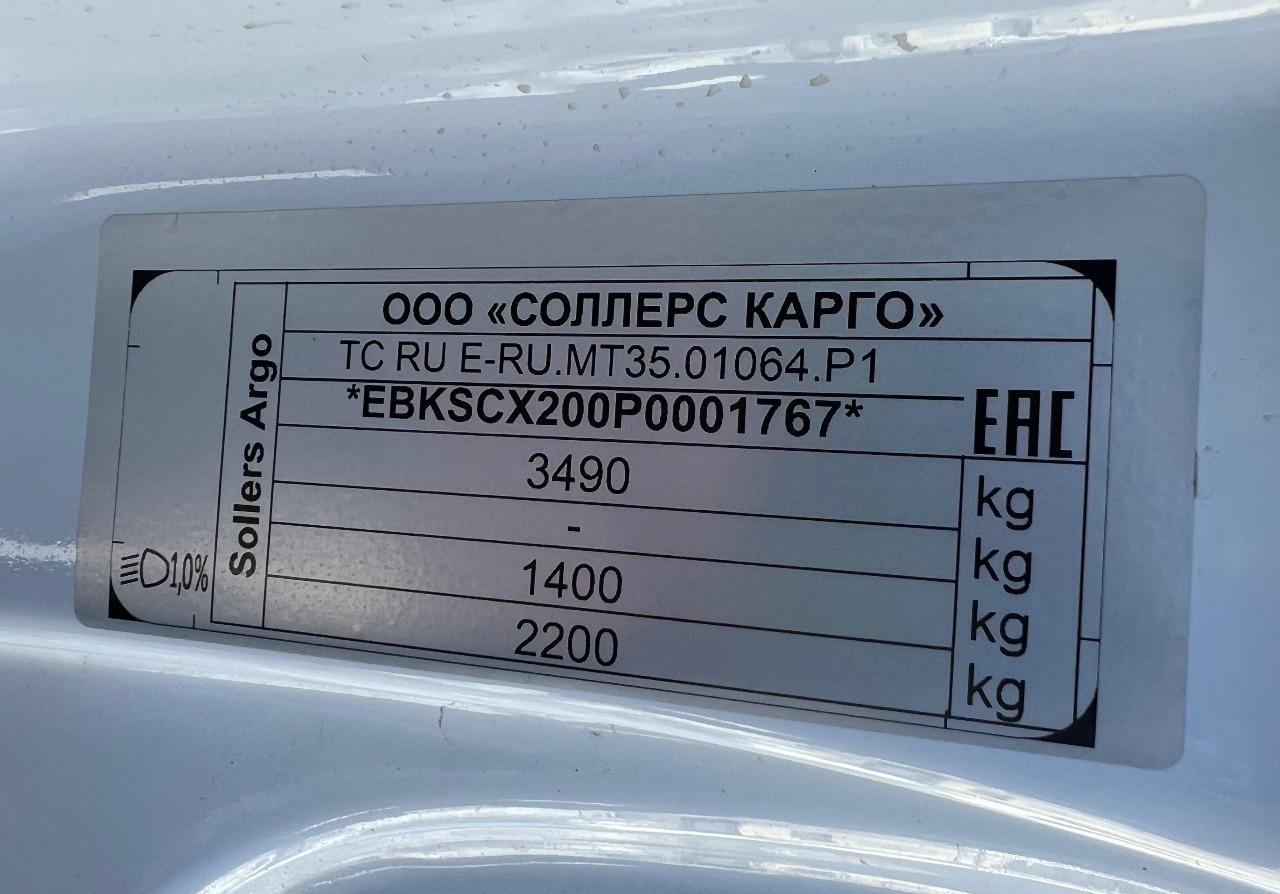 ООО «СОЛЛЕРС КАРГО»
ТС RU E-RU.MT35.01064.P1
*EBKSCX200P0001767*
EAC
3490 kg
- kg
1400 kg
2200 kg
Sollers Argo
1,0%